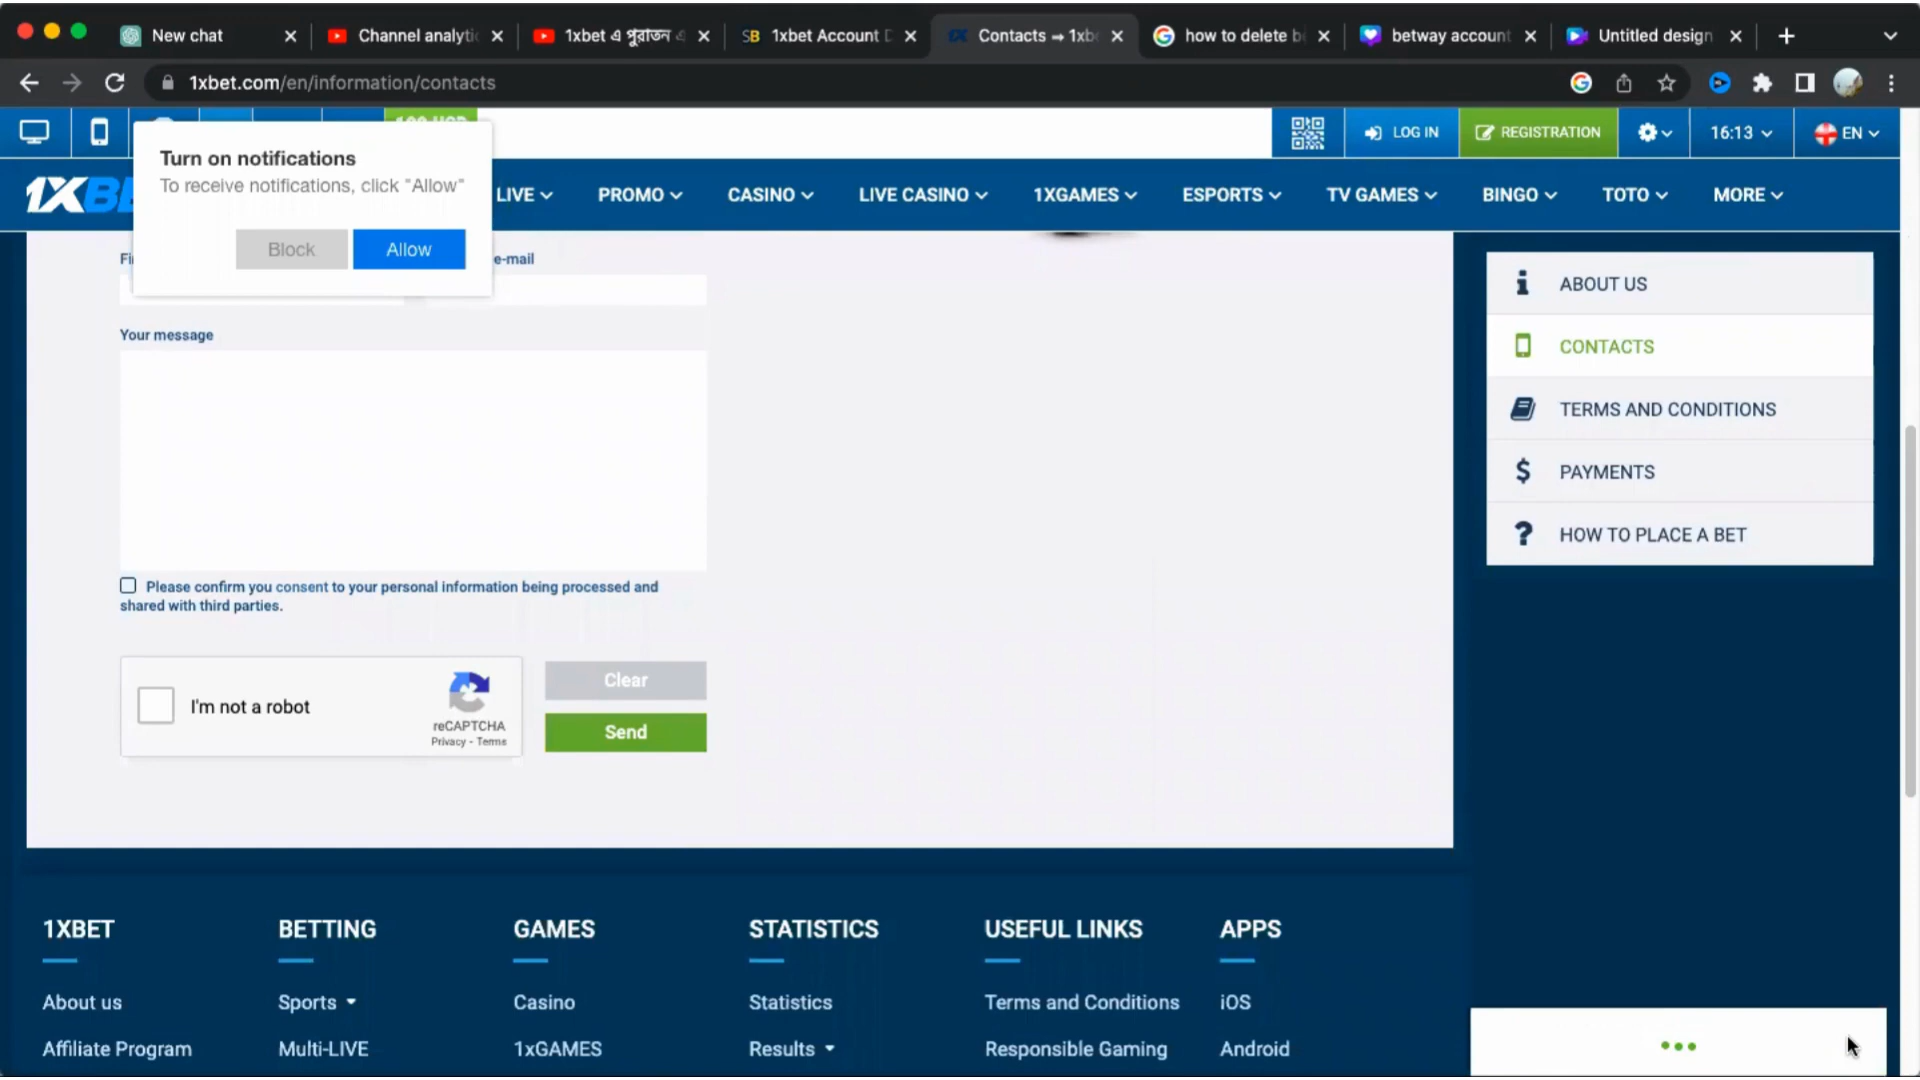 New chat
Channel analytic
1xbet এ পুরাতন এ
SB 1xbet Account D
Contacts → 1xbe
how to delete b
betway account
Untitled design
1xbet.com/en/information/contacts
LOG IN
REGISTRATION
16:13
EN
Turn on notifications
To receive notifications, click "Allow"
Block
Allow
1XBE
LIVE
PROMO
CASINO
LIVE CASINO
1XGAMES
ESPORTS
TV GAMES
BINGO
TOTO
MORE
e-mail
Your message
Please confirm you consent to your personal information being processed and
shared with third parties.
I'm not a robot
reCAPTCHA
Privacy - Terms
Clear
Send
ABOUT US
CONTACTS
TERMS AND CONDITIONS
PAYMENTS
HOW TO PLACE A BET
1XBET
BETTING
GAMES
STATISTICS
USEFUL LINKS
APPS
About us
Sports
Casino
Statistics
Terms and Conditions
iOS
Affiliate Program
Multi-LIVE
1xGAMES
Results
Responsible Gaming
Android